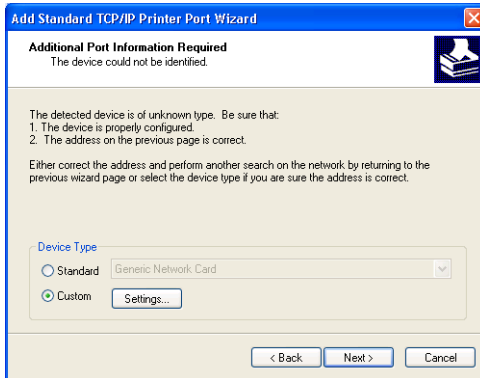 Add Standard TCP/IP Printer Port Wizard
Additional Port Information Required
The device could not be identified.
The detected device is of unknown type. Be sure that:
1. The device is properly configured.
2. The address on the previous page is correct.
Either correct the address and perform another search on the network by returning to the
previous wizard page or select the device type if you are sure the address is correct.
Device Type
Standard Generic Network Card
Custom Settings...
< Back Next > Cancel